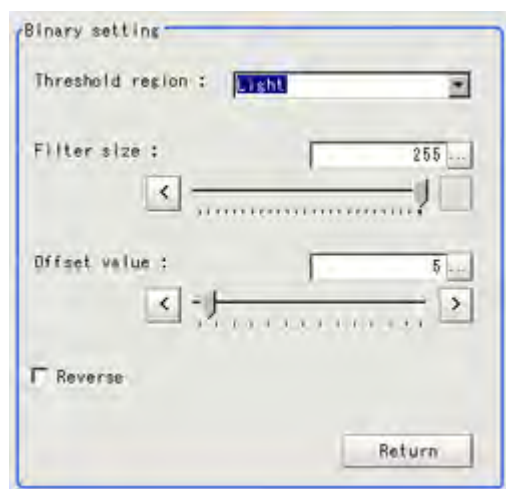 Binary setting
Threshold region : Light
Filter size : 255 ...
<
Offset value : 5 ...
< >
Reverse
Return